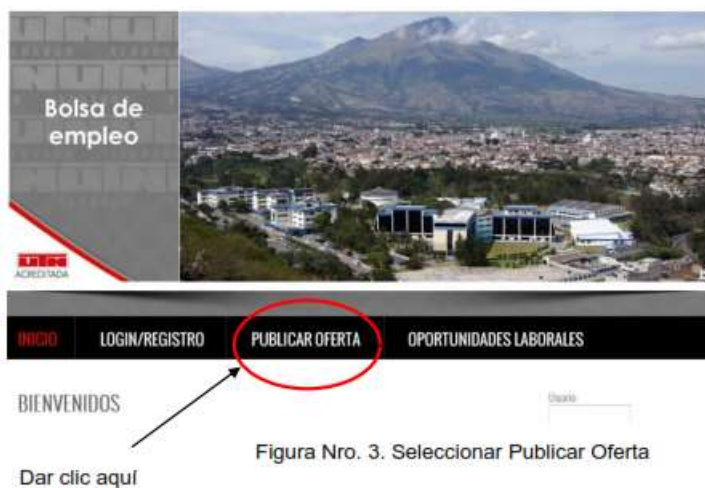 Bolsa de
empleo
UTN
ACREDITADA
INICIO LOGIN/REGISTRO PUBLICAR OFERTA OPORTUNIDADES LABORALES
BIENVENIDOS
Usuario
Figura Nro. 3. Seleccionar Publicar Oferta
Dar clic aquí